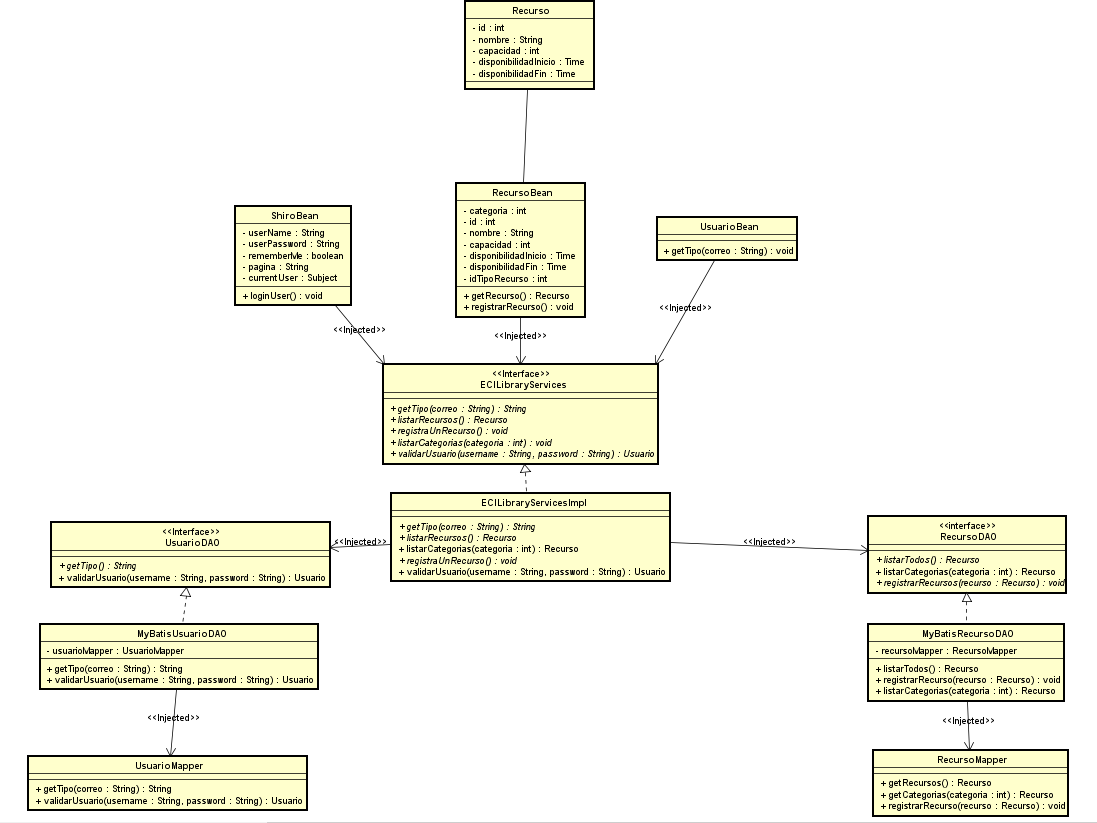 Recurso
- id : int
- nombre : String
- capacidad : int
- disponibilidadInicio : Time
- disponibilidadFin : Time
RecursoBean
- categoria : int
- id : int
- nombre : String
- capacidad : int
- disponibilidadInicio : Time
- disponibilidadFin : Time
- idTipoRecurso : int
+ getRecurso() : Recurso
+ registrarRecurso() : void
ShiroBean
- userName : String
- userPassword : String
- rememberMe : boolean
- pagina : String
- currentUser : Subject
+ loginUser() : void
UsuarioBean
+ getTipo(correo : String) : void
<<Injected>>
<<Injected>>
<<Injected>>
<<Interface>>
ECILibraryServices
+ getTipo(correo : String) : String
+ listarRecursos() : Recurso
+ registraUnRecurso() : void
+ listarCategorias(categoria : int) : void
+ validarUsuario(username : String, password : String) : Usuario
ECILibraryServicesImpl
+ getTipo(correo : String) : String
+ listarRecursos() : Recurso
+ listarCategorias(categoria : int) : Recurso
+ registraUnRecurso() : void
+ validarUsuario(username : String, password : String) : Usuario
<<Injected>>
<<Injected>>
<<Interface>>
UsuarioDAO
+ getTipo() : String
+ validarUsuario(username : String, password : String) : Usuario
<<interface>>
RecursoDAO
+ listarTodos() : Recurso
+ listarCategorias(categoria : int) : Recurso
+ registrarRecursos(recurso : Recurso) : void
MyBatisUsuarioDAO
- usuarioMapper : UsuarioMapper
+ getTipo(correo : String) : String
+ validarUsuario(username : String, password : String) : Usuario
MyBatisRecursoDAO
- recursoMapper : RecursoMapper
+ listarTodos() : Recurso
+ registrarRecurso(recurso : Recurso) : void
+ listarCategorias(categoria : int) : Recurso
<<Injected>>
<<Injected>>
UsuarioMapper
+ getTipo(correo : String) : String
+ validarUsuario(username : String, password : String) : Usuario
RecursoMapper
+ getRecursos() : Recurso
+ getCategorias(categoria : int) : Recurso
+ registrarRecurso(recurso : Recurso) : void